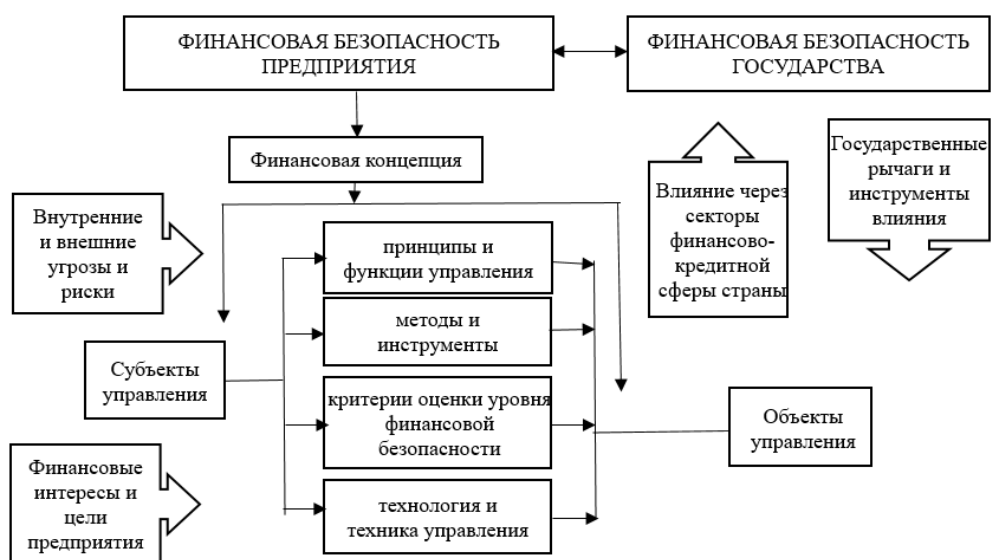 ФИНАНСОВАЯ БЕЗОПАСНОСТЬ
ПРЕДПРИЯТИЯ
ФИНАНСОВАЯ БЕЗОПАСНОСТЬ
ГОСУДАРСТВА
Финансовая концепция
Государственные
рычаги и
инструменты
влияния
Влияние через
секторы
финансово-
кредитной
сферы страны
Внутренние
и внешние
угрозы и
риски
принципы и
функции управления
методы и
инструменты
Субъекты
управления
критерии оценки уровня
финансовой
безопасности
Объекты
управления
Финансовые
интересы и
цели
предприятия
технология и
техника управления